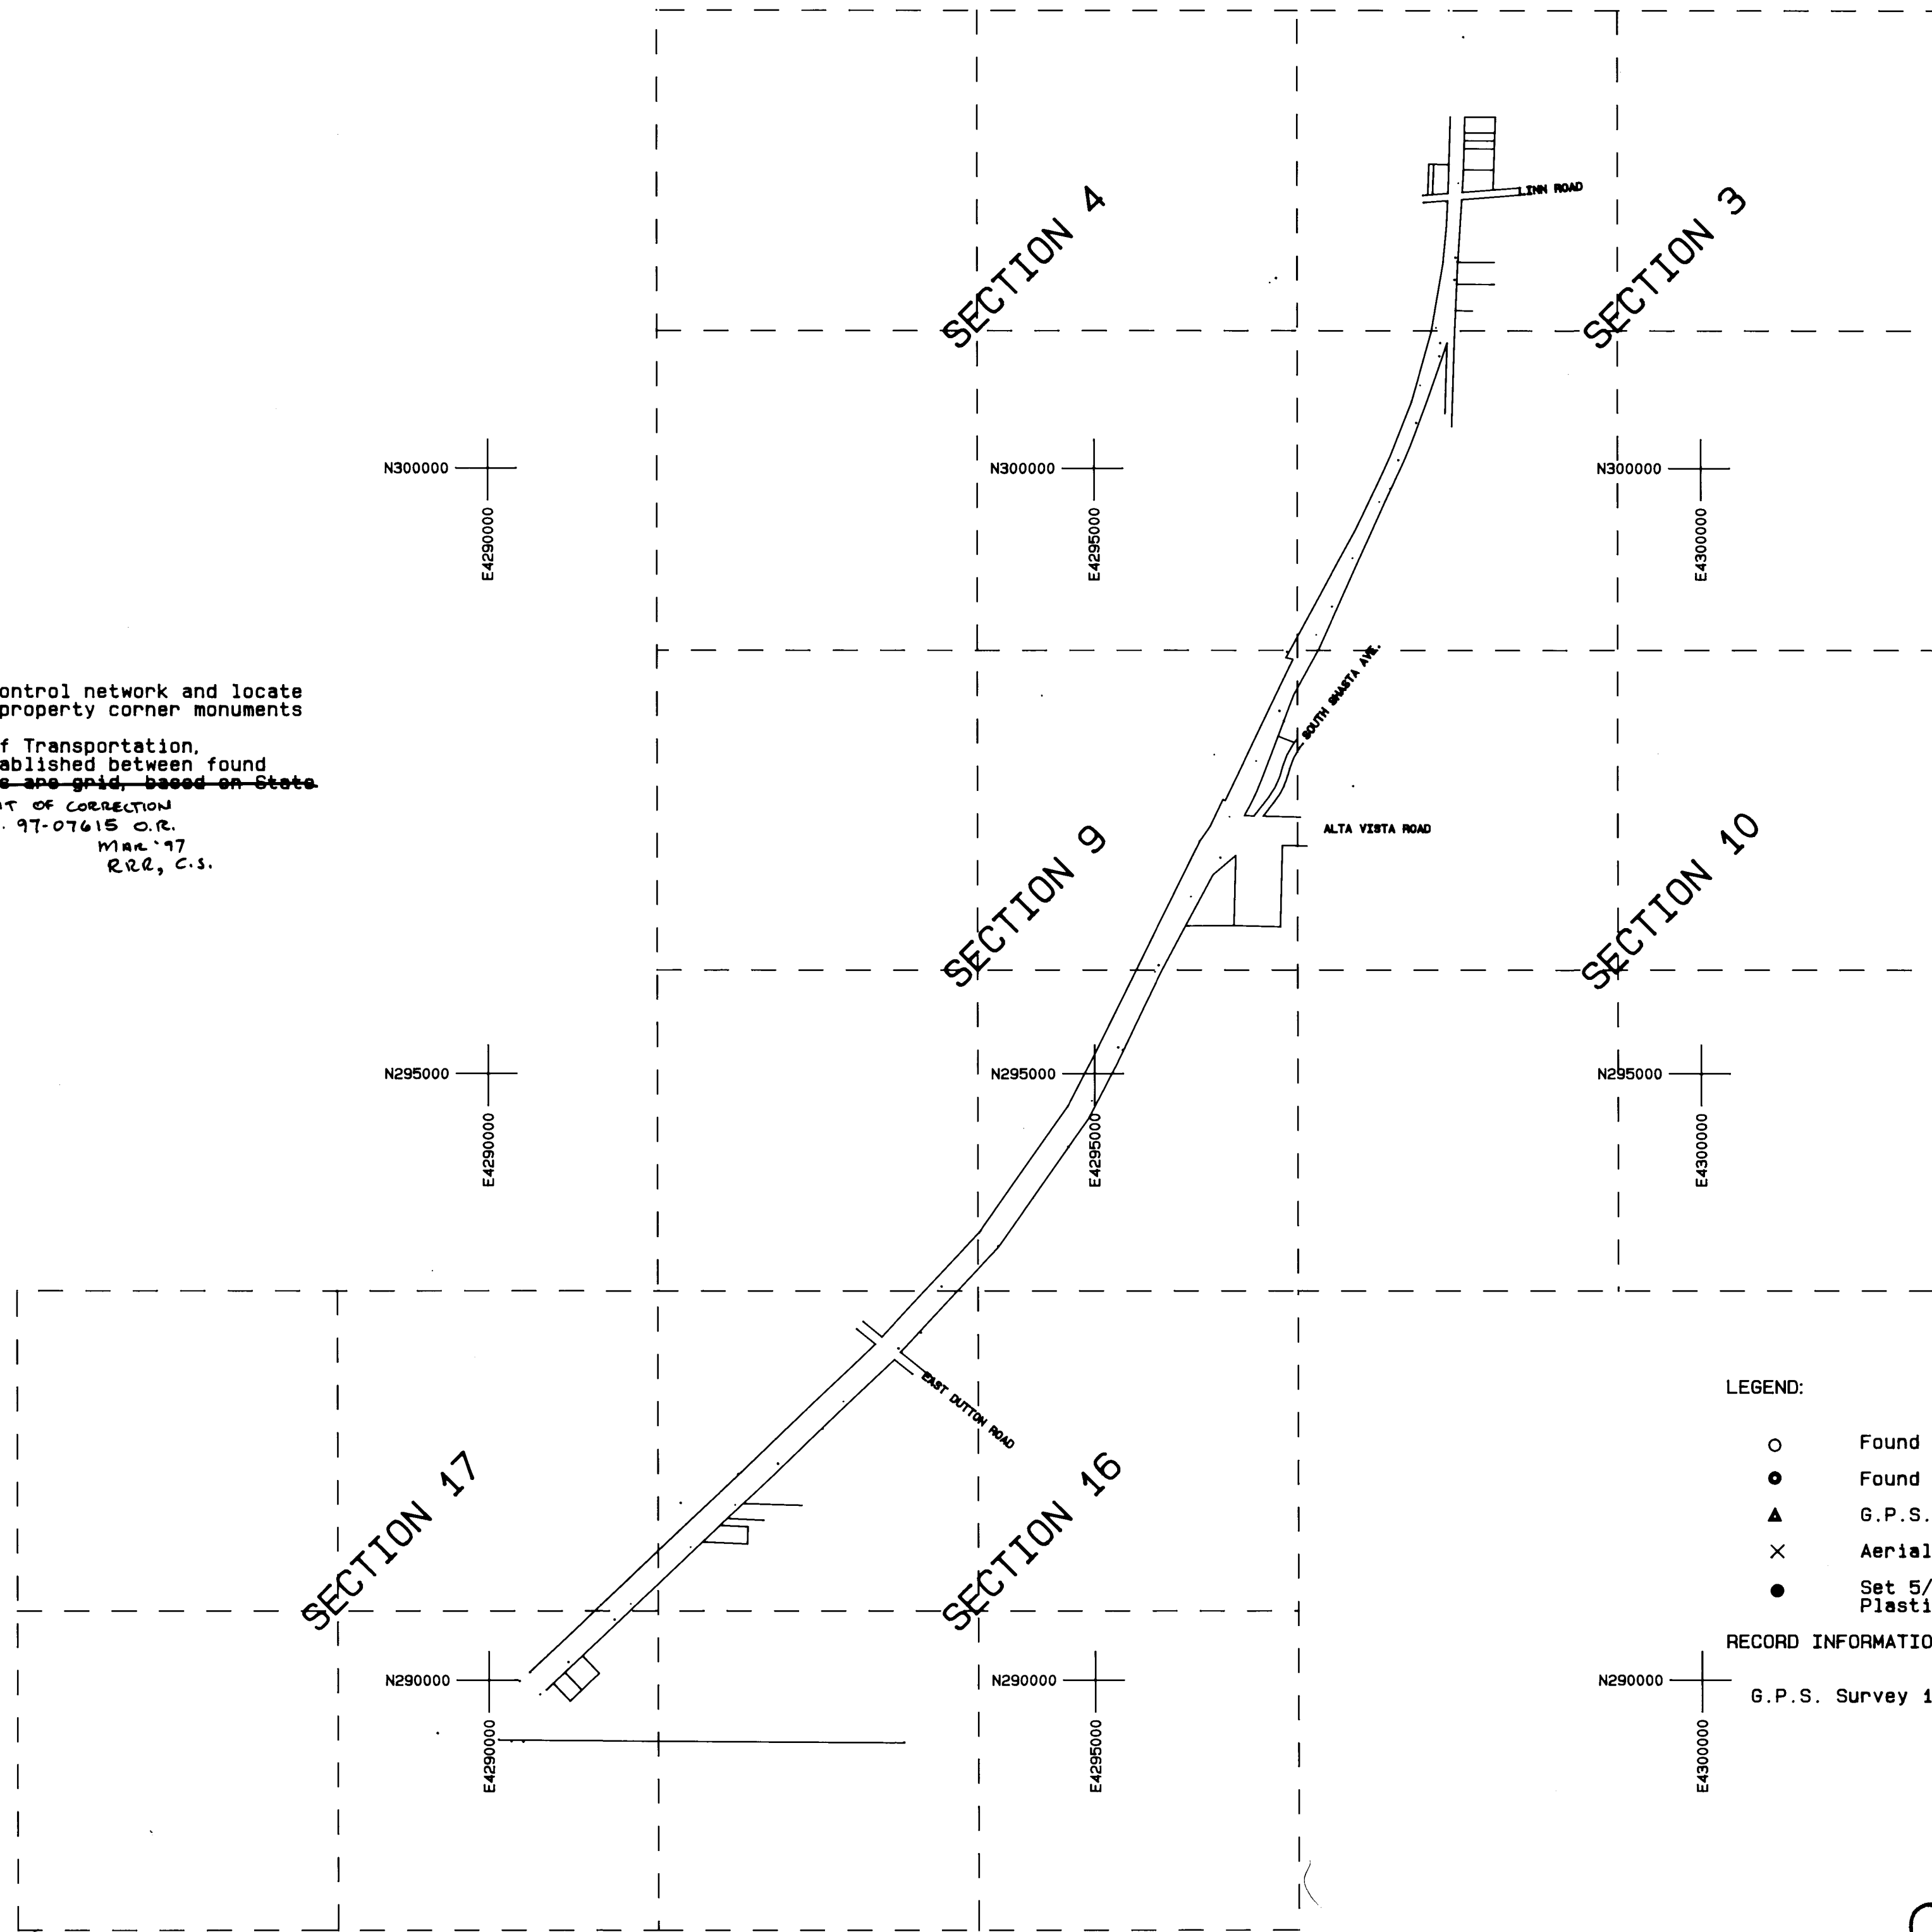 LINN ROAD
SECTION 4
SECTION 3
N300000
N300000
N300000
E4290000
E4295000
E4300000
SOUTH SHASTA AVE.
ontrol network and locate
property corner monuments
f Transportation,
ablished between found
s are grid, based on State
T OF CORRECTION
. 97-07615 O.R.
MAR '97
RRR, C.S.
ALTA VISTA ROAD
SECTION 9
SECTION 10
N295000
N295000
N295000
E4290000
E4295000
E4300000
EAST DUTTON ROAD
SECTION 17
SECTION 16
LEGEND:
Found
Found
G.P.S.
Aerial
Set 5/
Plasti
RECORD INFORMATIO
G.P.S. Survey 1
N290000
N290000
N290000
E4290000
E4295000
E4300000